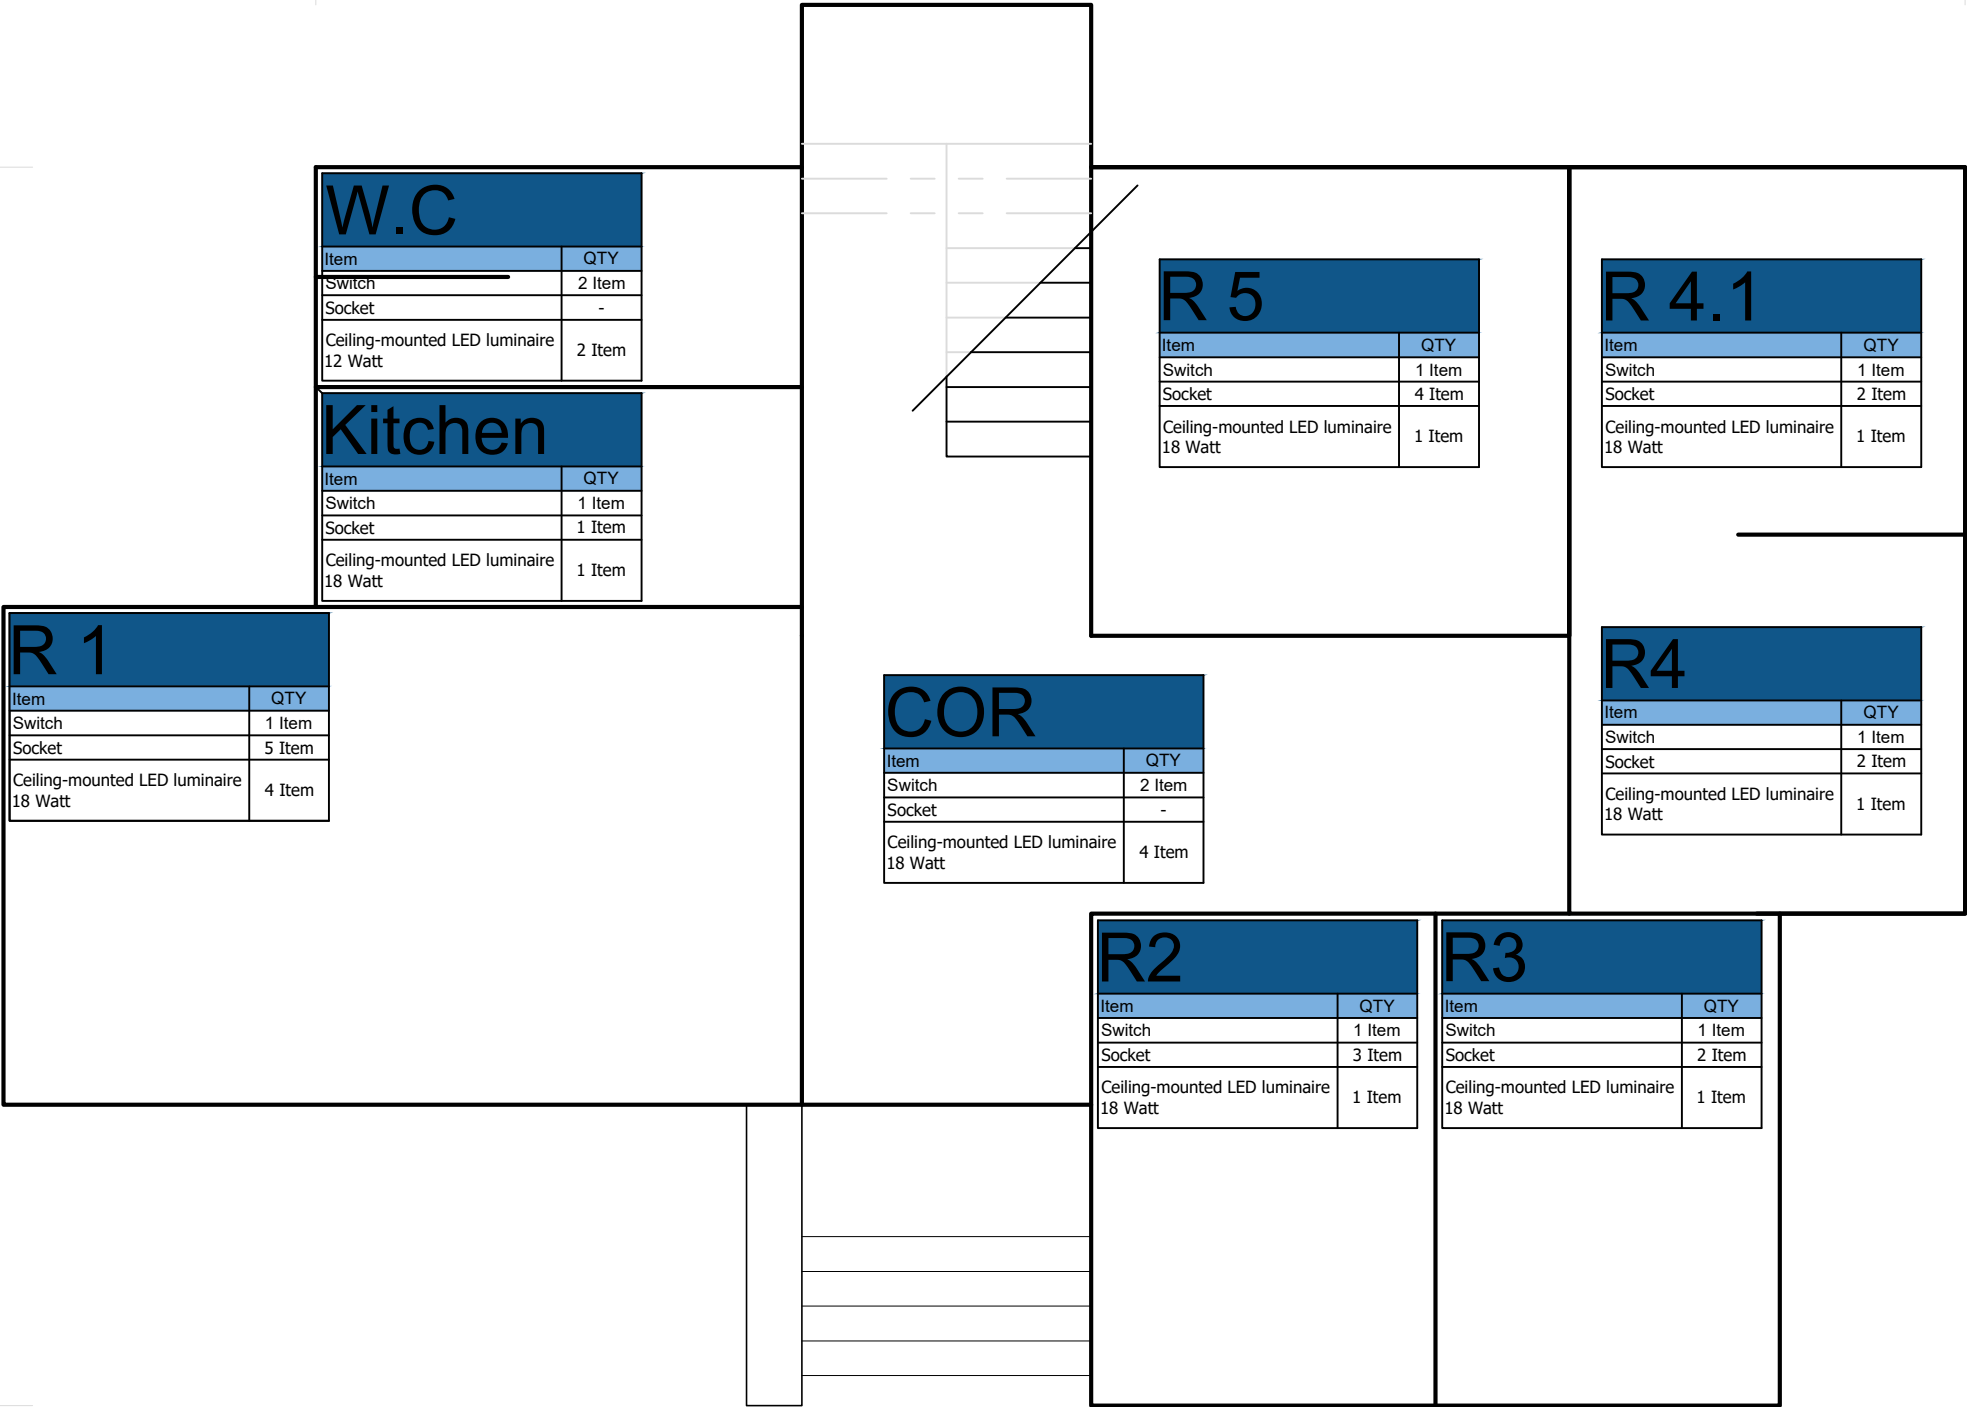 W.C
Item QTY
Switch 2 Item
Socket -
Ceiling-mounted LED luminaire
12 Watt 2 Item
Kitchen
Item QTY
Switch 1 Item
Socket 1 Item
Ceiling-mounted LED luminaire
18 Watt 1 Item
R 5
Item QTY
Switch 1 Item
Socket 4 Item
Ceiling-mounted LED luminaire
18 Watt 1 Item
R 4.1
Item QTY
Switch 1 Item
Socket 2 Item
Ceiling-mounted LED luminaire
18 Watt 1 Item
R 1
Item QTY
Switch 1 Item
Socket 5 Item
Ceiling-mounted LED luminaire
18 Watt 4 Item
COR
Item QTY
Switch 2 Item
Socket -
Ceiling-mounted LED luminaire
18 Watt 4 Item
R4
Item QTY
Switch 1 Item
Socket 2 Item
Ceiling-mounted LED luminaire
18 Watt 1 Item
R2
Item QTY
Switch 1 Item
Socket 3 Item
Ceiling-mounted LED luminaire
18 Watt 1 Item
R3
Item QTY
Switch 1 Item
Socket 2 Item
Ceiling-mounted LED luminaire
18 Watt 1 Item